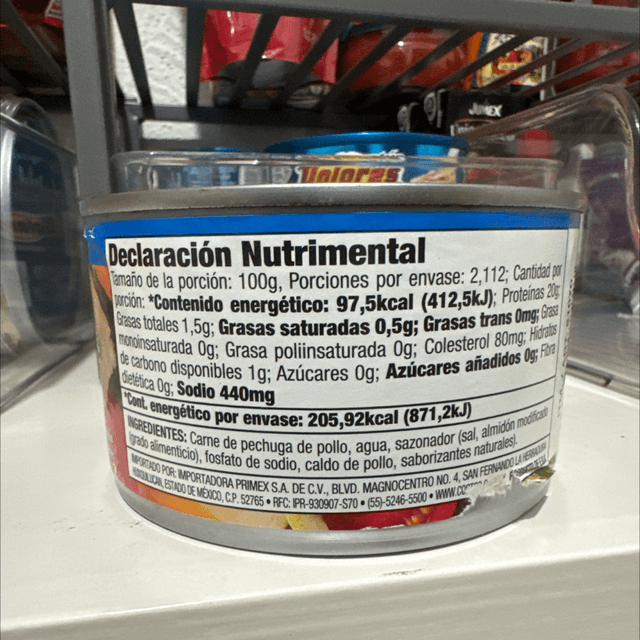 JUMEX
Dolores
Declaración Nutrimental
Tamaño de la porción: 100g, Porciones por envase: 2,112; Cantidad por
porción: *Contenido energético: 97,5kcal (412,5kJ); Proteínas 20g;
Grasas totales 1,5g; Grasas saturadas 0,5g; Grasas trans 0mg; Grasa
monoinsaturada 0g; Grasa poliinsaturada 0g; Colesterol 80mg; Hidratos
de carbono disponibles 1g; Azúcares 0g; Azúcares añadidos 0g; Fibra
dietética 0g; Sodio 440mg
*Cont. energético por envase: 205,92kcal (871,2kJ)
INGREDIENTES: Carne de pechuga de pollo, agua, sazonador (sal, almidón modificado
(grado alimenticio), fosfato de sodio, caldo de pollo, saborizantes naturales).
IMPORTADO POR: IMPORTADORA PRIMEX S.A. DE C.V., BLVD. MAGNOCENTRO NO. 4, SAN FERNANDO LA HERRADURA
HUIXQUILUCAN, ESTADO DE MÉXICO, C.P. 52765 • RFC: IPR-930907-S70 • (55)-5246-5500 • WWW.